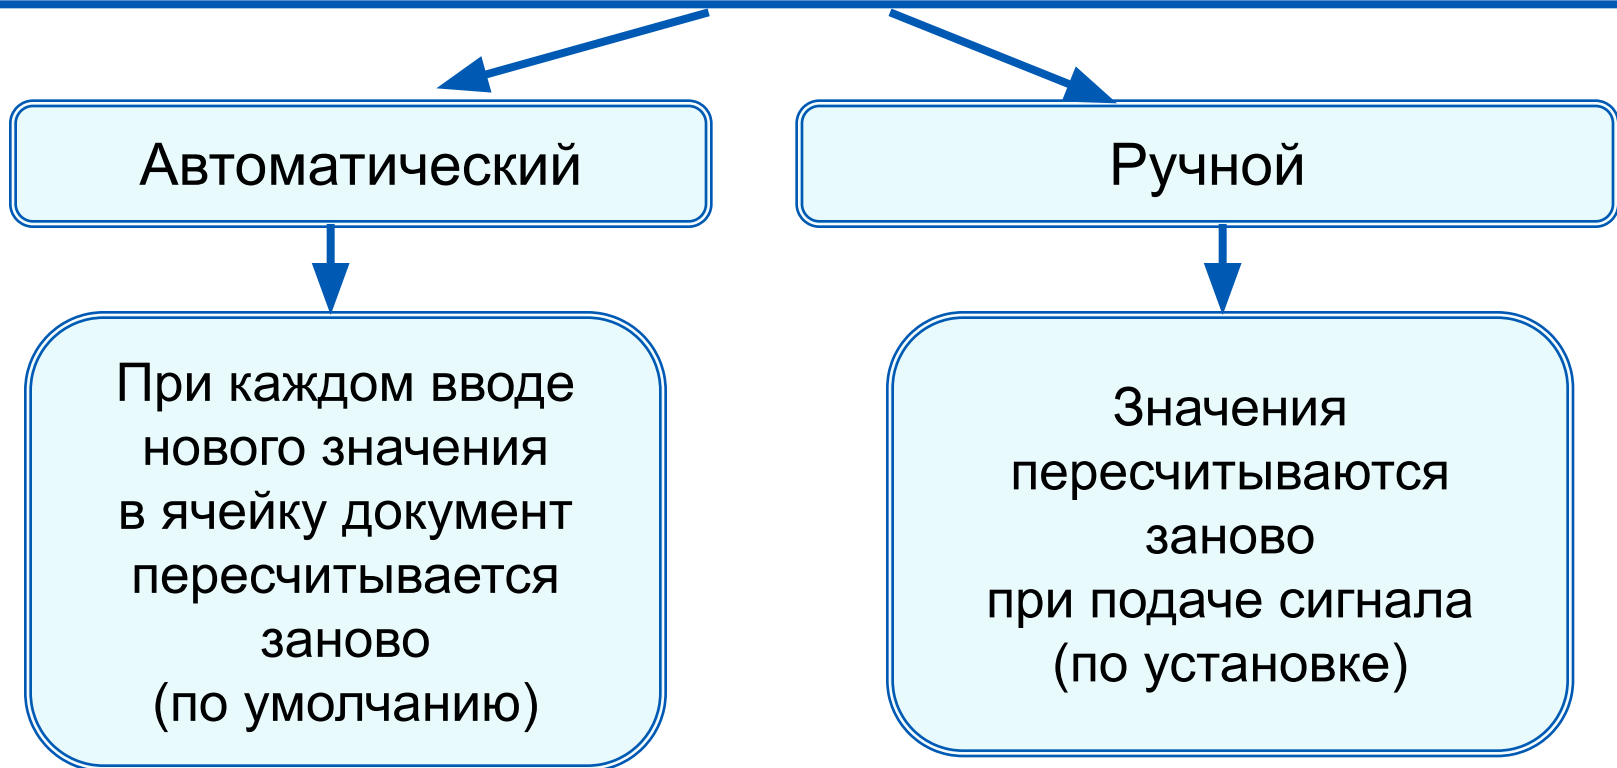 Автоматический
Ручной
При каждом вводе
нового значения
в ячейку документ
пересчитывается
заново
(по умолчанию)
Значения
пересчитываются
заново
при подаче сигнала
(по установке)